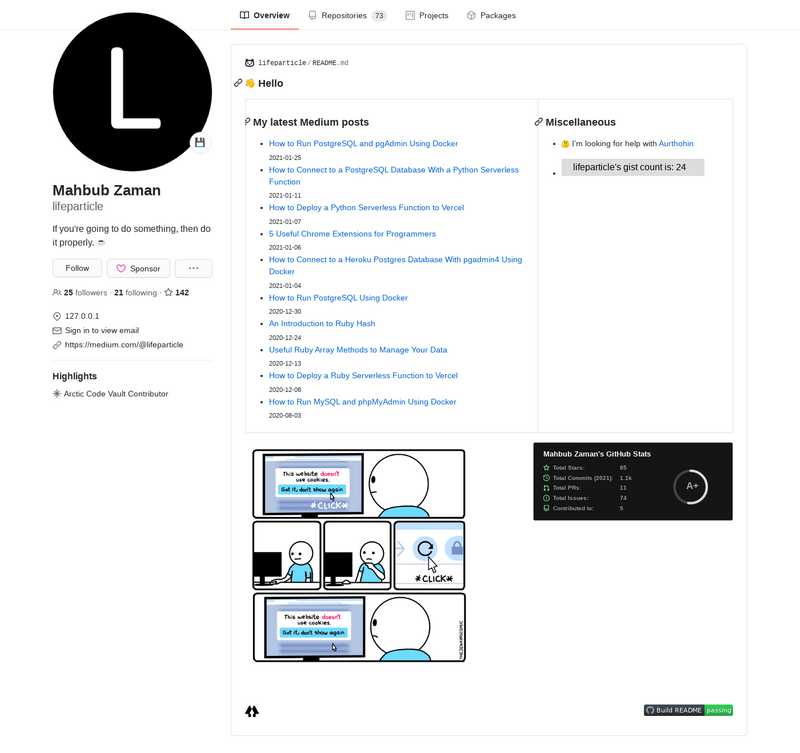 Overview
Repositories 73
Projects
Packages
L
Mahbub Zaman
lifeparticle
If you're going to do something, then do
it properly.
Follow
Sponsor
25 followers · 21 following · 142
127.0.0.1
Sign in to view email
https://medium.com/@lifeparticle
Highlights
Arctic Code Vault Contributor
lifeparticle/README.md
Hello
My latest Medium posts
How to Run PostgreSQL and pgAdmin Using Docker
2021-01-25
How to Connect to a PostgreSQL Database With a Python Serverless
Function
2021-01-11
How to Deploy a Python Serverless Function to Vercel
2021-01-07
5 Useful Chrome Extensions for Programmers
2021-01-06
How to Connect to a Heroku Postgres Database With pgadmin4 Using
Docker
2021-01-04
How to Run PostgreSQL Using Docker
2020-12-30
An Introduction to Ruby Hash
2020-12-24
Useful Ruby Array Methods to Manage Your Data
2020-12-13
How to Deploy a Ruby Serverless Function to Vercel
2020-12-08
How to Run MySQL and phpMyAdmin Using Docker
2020-08-03
Miscellaneous
I'm looking for help with Aurthohin
lifeparticle's gist count is: 24
This website doesn't
use cookies.
Got it, don't show again
*CLICK*
*CLICK*
This website doesn't
use cookies.
Got it, don't show again
Mahbub Zaman's GitHub Stats
Total Stars: 65
Total Commits (2021): 1.1k
Total PRs: 11
Total Issues: 74
Contributed to: 5
A+
Build README passing